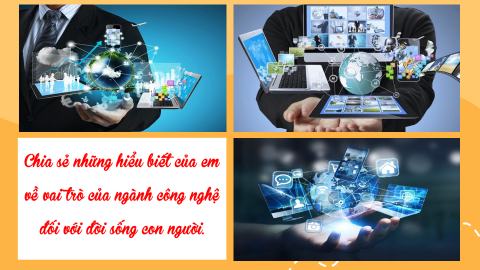 Chia sẻ những hiểu biết của em
về vai trò của ngành công nghệ
đối với đời sống con người.